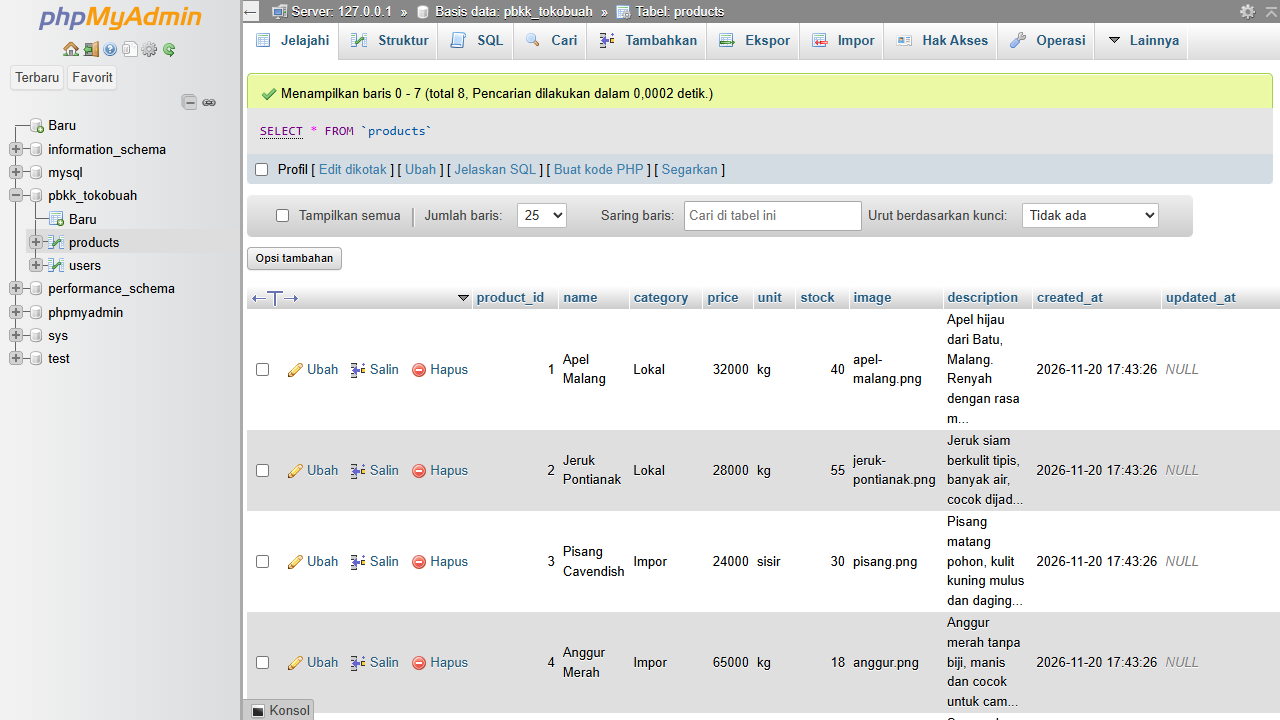 phpMyAdmin
Terbaru Favorit
Baru
information_schema
mysql
pbkk_tokobuah
Baru
products
users
performance_schema
phpmyadmin
sys
test
Server: 127.0.0.1 » Basis data: pbkk_tokobuah » Tabel: products
Jelajahi Struktur SQL Cari Tambahkan Ekspor Impor Hak Akses Operasi Lainnya
Menampilkan baris 0 - 7 (total 8, Pencarian dilakukan dalam 0,0002 detik.)
SELECT * FROM `products`
Profil [ Edit dikotak ] [ Ubah ] [ Jelaskan SQL ] [ Buat kode PHP ] [ Segarkan ]
Tampilkan semua Jumlah baris: 25 Saring baris: Cari di tabel ini Urut berdasarkan kunci: Tidak ada
Opsi tambahan
product_id name category price unit stock image description created_at updated_at
Ubah Salin Hapus 1 Apel Malang Lokal 32000 kg 40 apel-malang.png Apel hijau dari Batu, Malang. Renyah dengan rasa m... 2026-11-20 17:43:26 NULL
Ubah Salin Hapus 2 Jeruk Pontianak Lokal 28000 kg 55 jeruk-pontianak.png Jeruk siam berkulit tipis, banyak air, cocok dijad... 2026-11-20 17:43:26 NULL
Ubah Salin Hapus 3 Pisang Cavendish Impor 24000 sisir 30 pisang.png Pisang matang pohon, kulit kuning mulus dan daging... 2026-11-20 17:43:26 NULL
Ubah Salin Hapus 4 Anggur Merah Impor 65000 kg 18 anggur.png Anggur merah tanpa biji, manis dan cocok untuk cam... 2026-11-20 17:43:26 NULL
Konsol